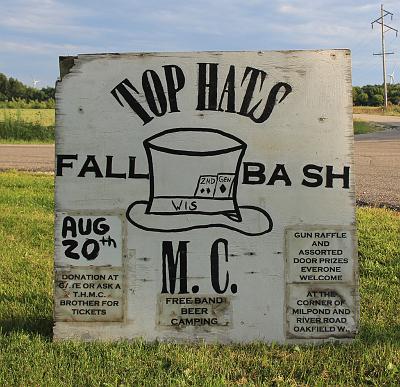 TOP HATS
FALL BASH
2ND GEN
WIS
M.C.
AUG
20th
DONATION AT
GATE OR ASK A
T.H.M.C.
BROTHER FOR
TICKETS
FREE BAND
BEER
CAMPING
GUN RAFFLE
AND
ASSORTED
DOOR PRIZES
EVERONE
WELCOME
AT THE
CORNER OF
MILPOND AND
RIVER ROAD
OAKFIELD W.